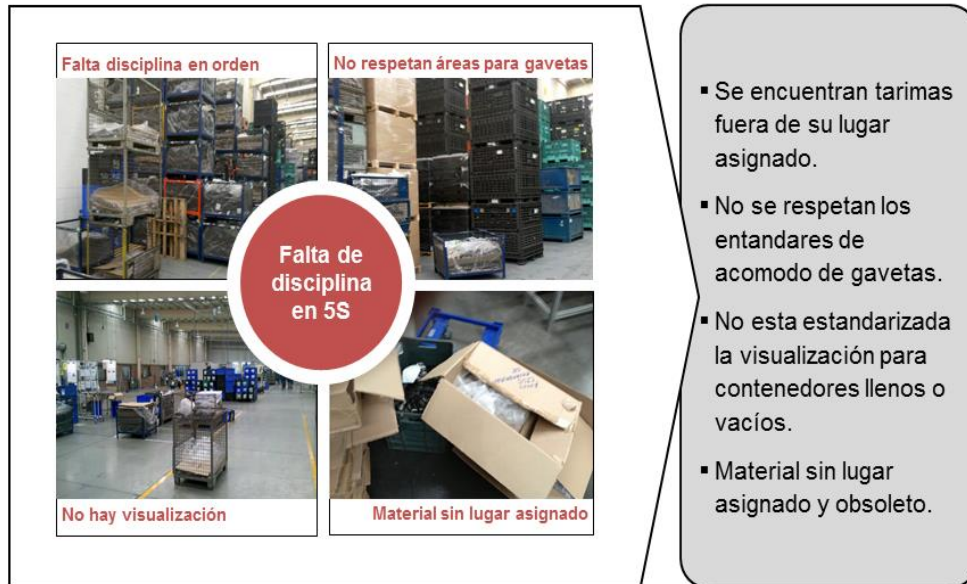 Falta disciplina en orden
No respetan áreas para gavetas
Falta de
disciplina
en 5S
No hay visualización
Material sin lugar asignado
▪ Se encuentran tarimas
fuera de su lugar
asignado.
▪ No se respetan los
entandares de
acomodo de gavetas.
▪ No esta estandarizada
la visualización para
contenedores llenos o
vacíos.
▪ Material sin lugar
asignado y obsoleto.